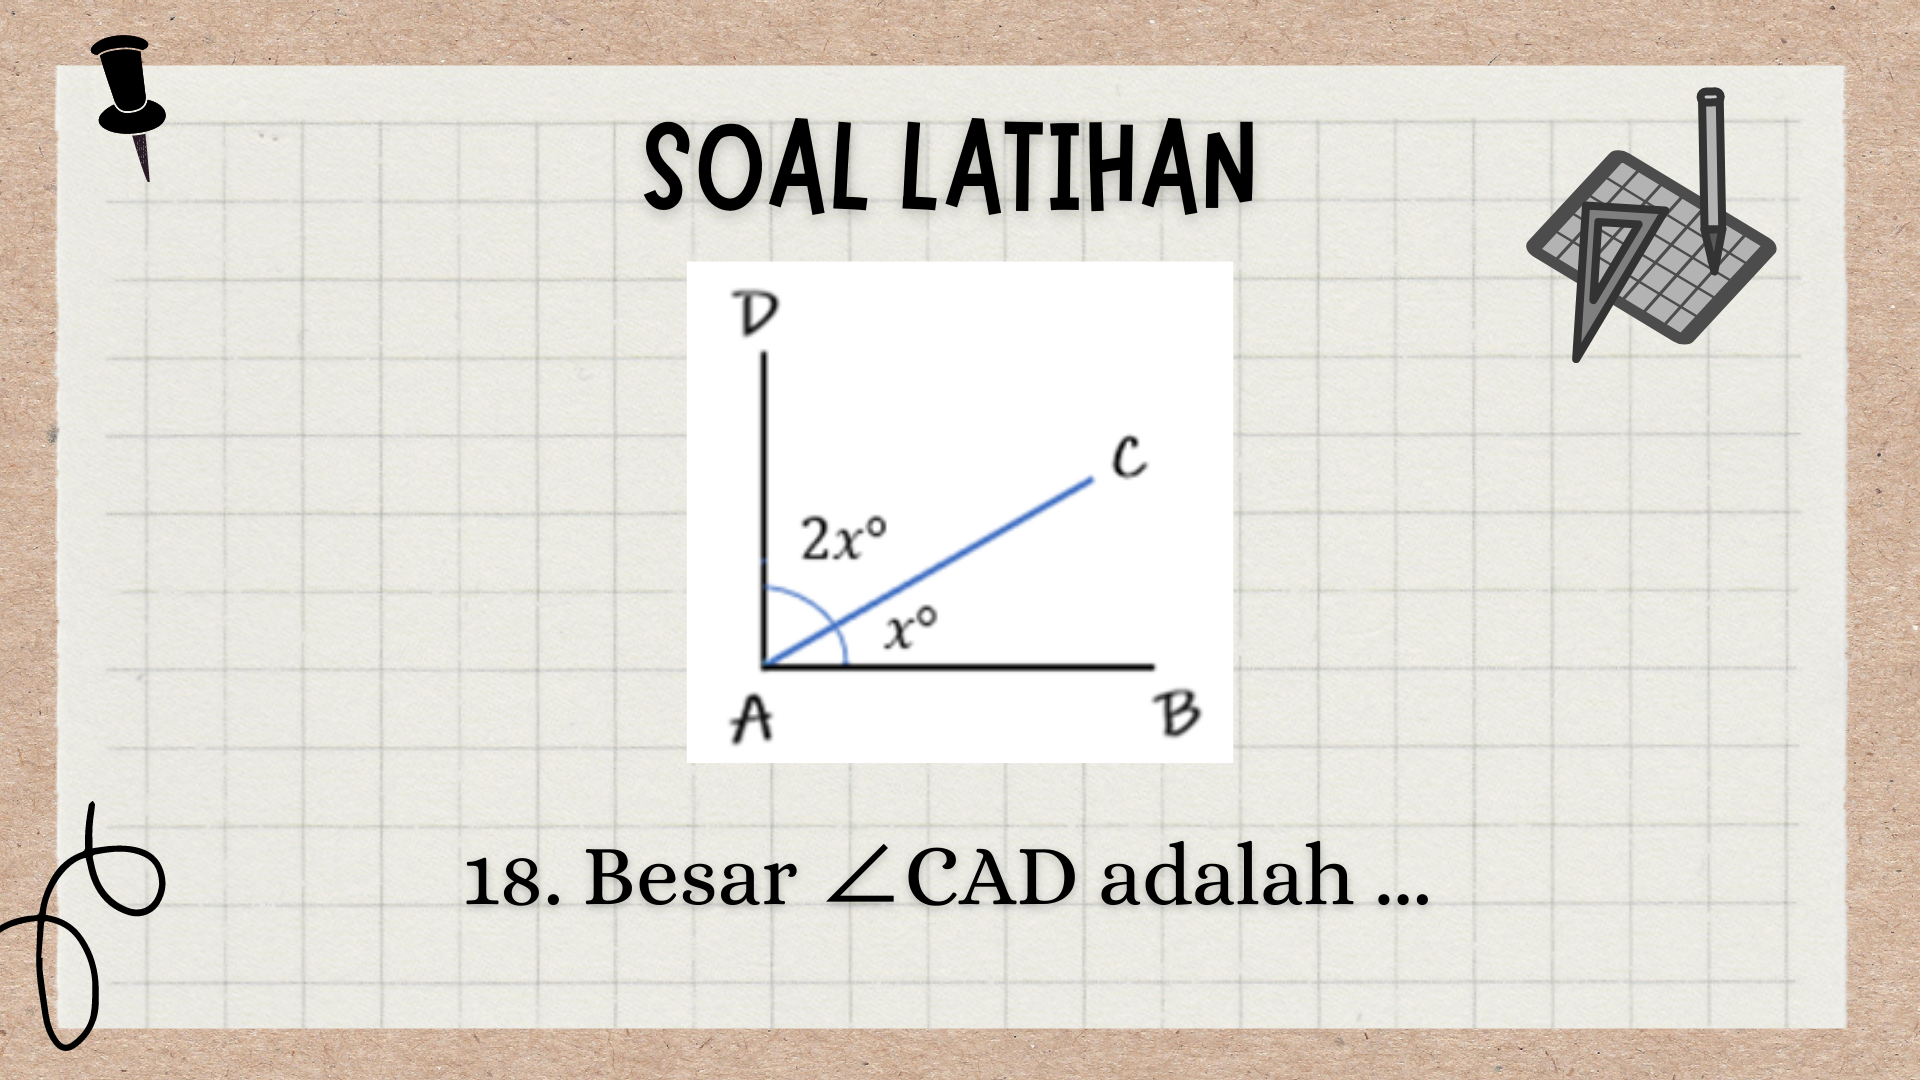 SOAL LATIHAN
D
C
2x°
x°
A
B
18. Besar ∠CAD adalah ...